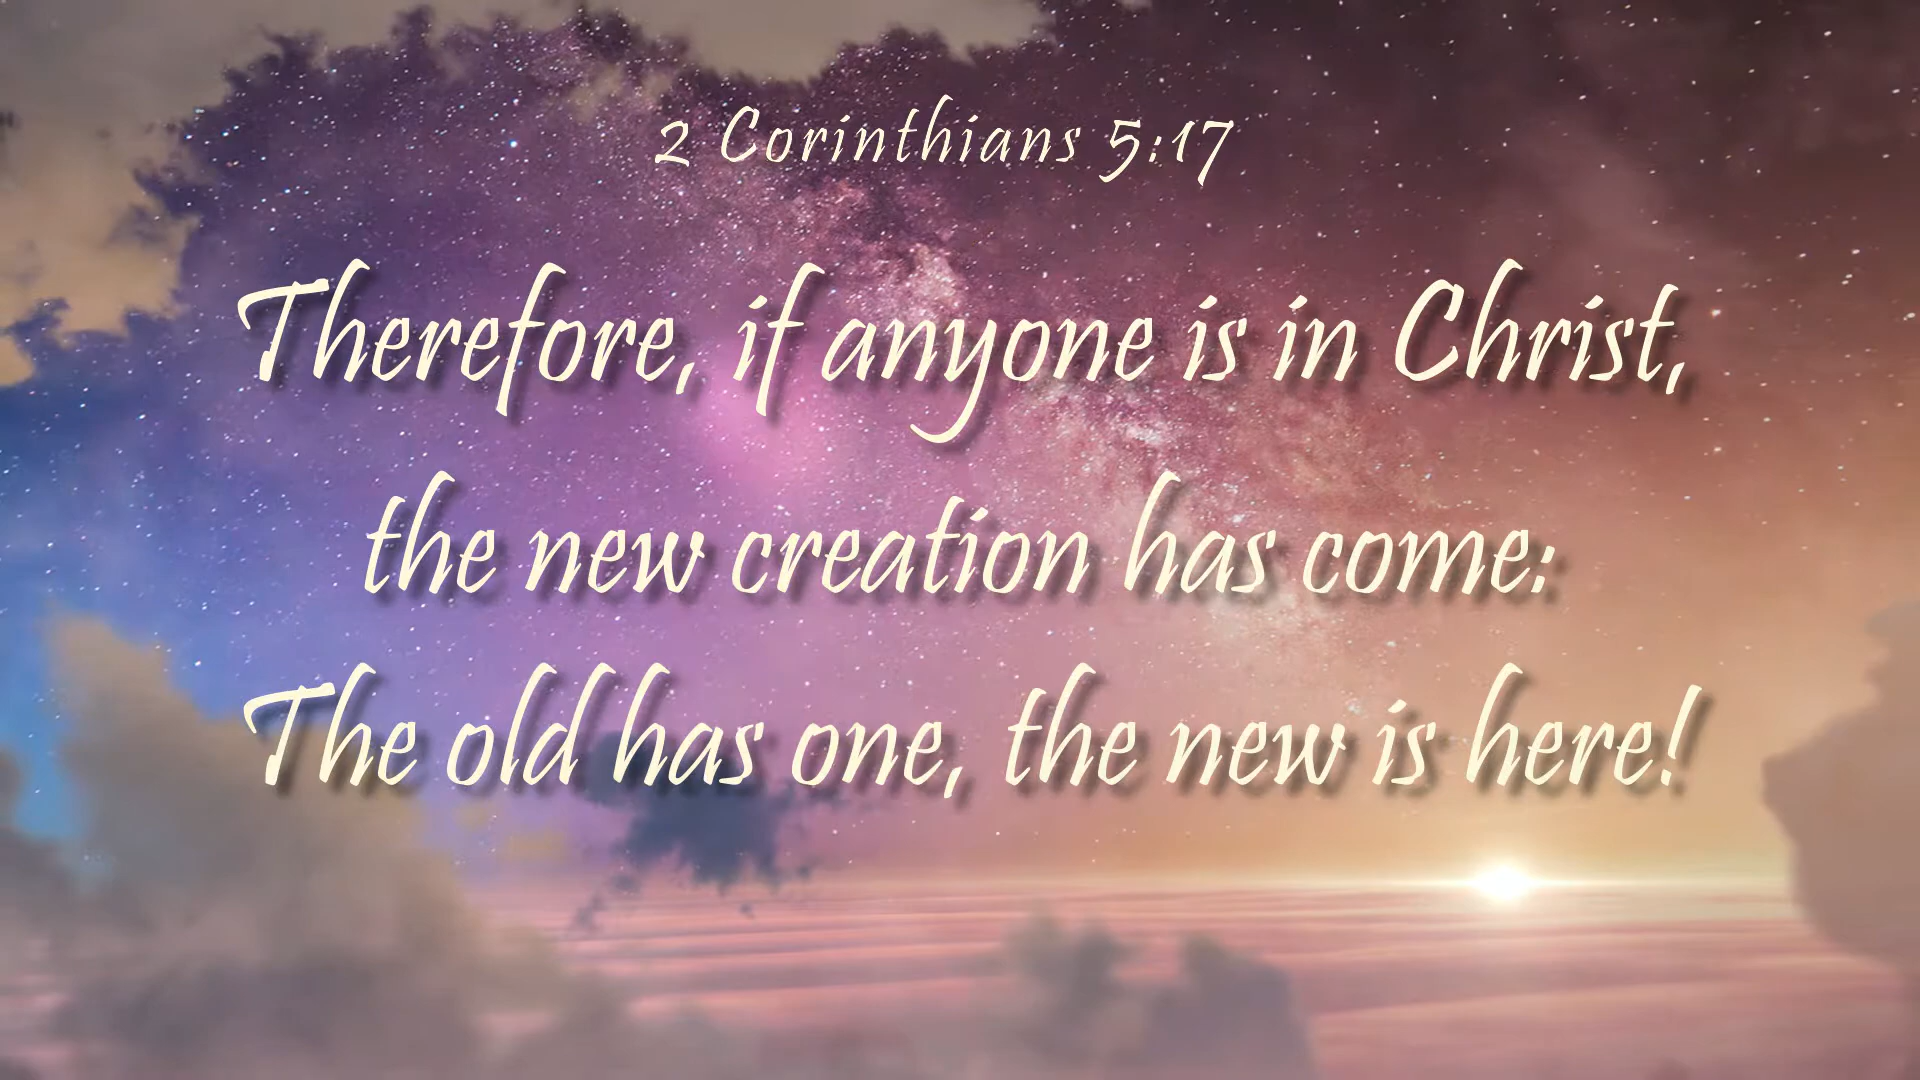 2 Corinthians 5:17
Therefore, if anyone is in Christ,
the new creation has come:
The old has one, the new is here!